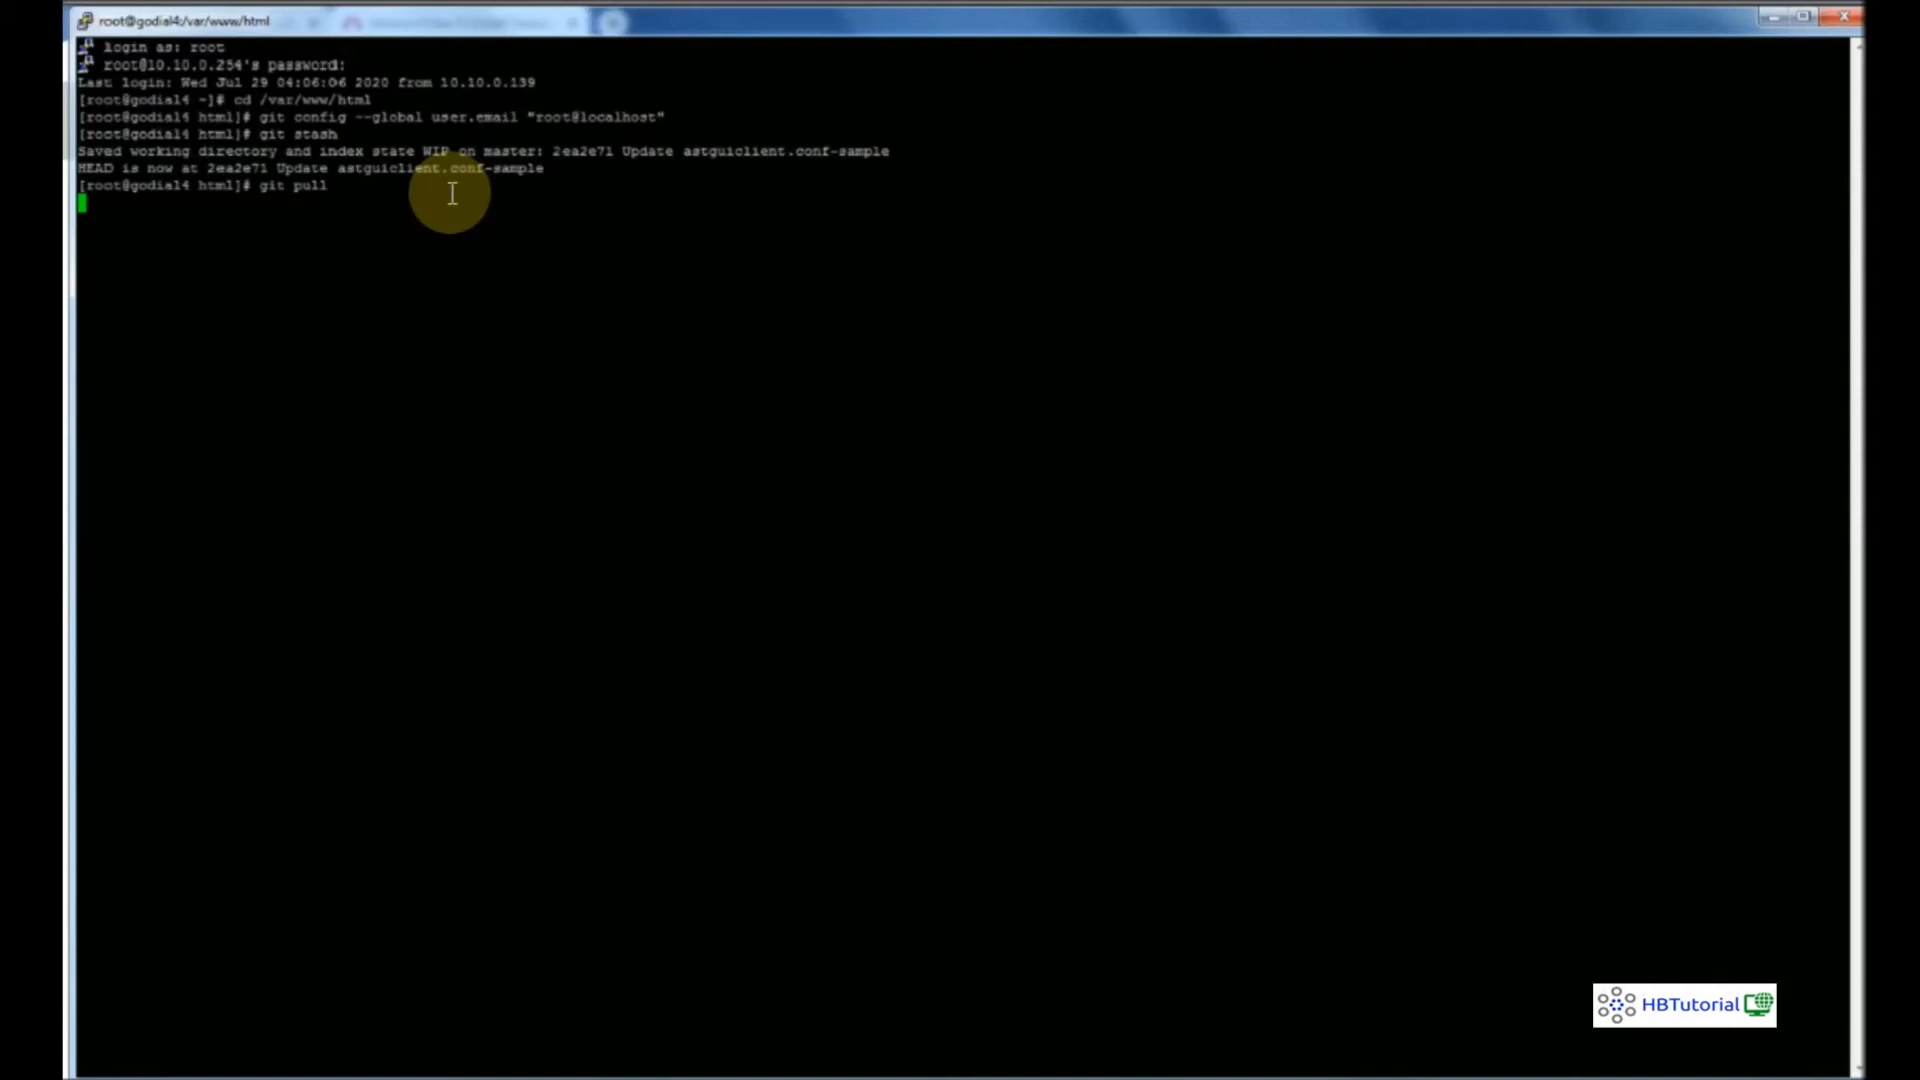 root@godial4:/var/www/html
login as: root
root@10.10.0.254's password:
Last login: Wed Jul 29 04:06:06 2020 from 10.10.0.139
[root@godial4 ~]# cd /var/www/html
[root@godial4 html]# git config --global user.email "root@localhost"
[root@godial4 html]# git stash
Saved working directory and index state WIP on master: 2ea2e71 Update astguiclient.conf-sample
HEAD is now at 2ea2e71 Update astguiclient.conf-sample
[root@godial4 html]# git pull
HBTutorial